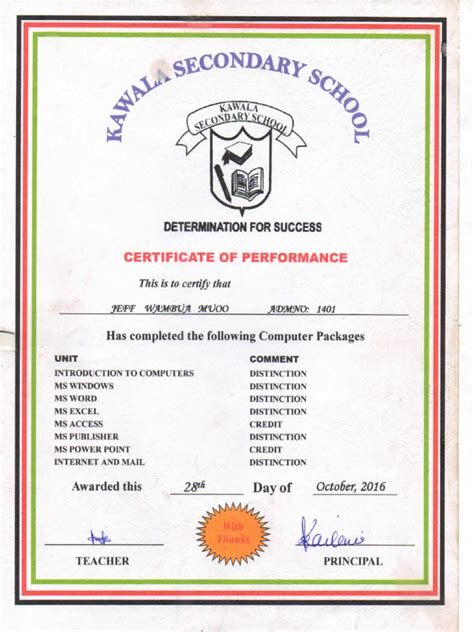 KAWALA SECONDARY SCHOOL
KAWALA
SECONDARY SCHOOL
DETERMINATION FOR SUCCESS
CERTIFICATE OF PERFORMANCE
This is to certify that
JEFF WAMBUA MUOO ADMNO: 1401
Has completed the following Computer Packages
UNIT COMMENT
INTRODUCTION TO COMPUTERS DISTINCTION
MS WINDOWS DISTINCTION
MS WORD DISTINCTION
MS EXCEL DISTINCTION
MS ACCESS CREDIT
MS PUBLISHER DISTINCTION
MS POWER POINT CREDIT
INTERNET AND MAIL DISTINCTION
Awarded this 28th Day of October, 2016
With
Thanks
TEACHER PRINCIPAL